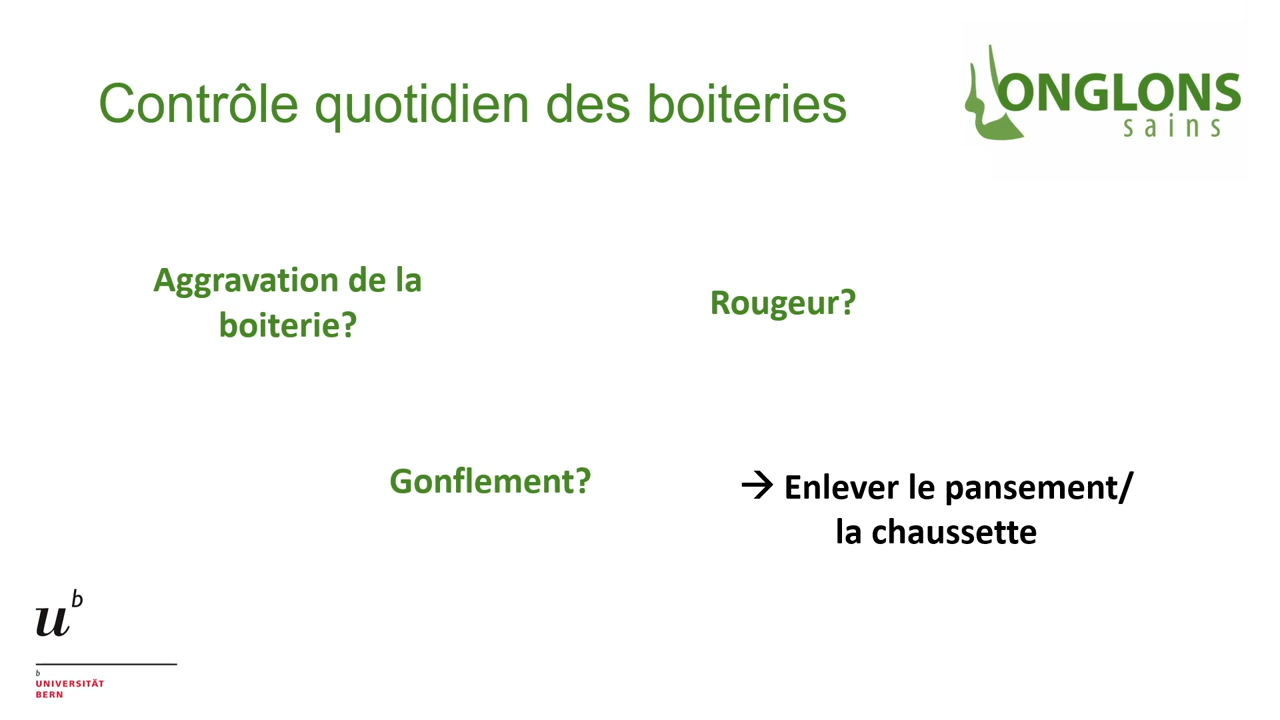 Contrôle quotidien des boiteries
ONGLONS
sains
Aggravation de la
boiterie?
Rougeur?
Gonflement?
→ Enlever le pansement/
la chaussette
u b
b
UNIVERSITÄT
BERN